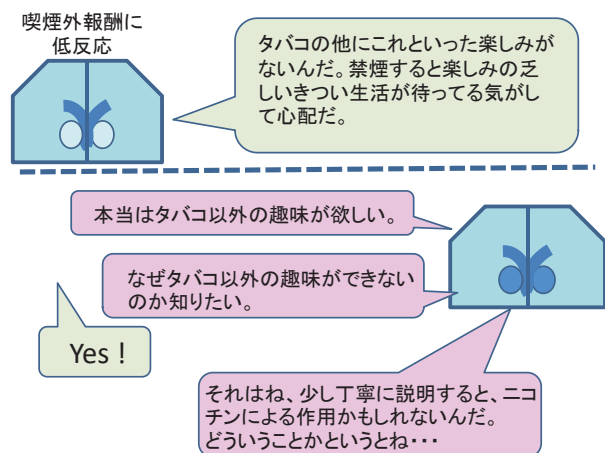 喫煙外報酬に
低反応
タバコの他にこれといった楽しみが
ないんだ。禁煙すると楽しみの乏
しいきつい生活が待ってる気がして
心配だ。
本当はタバコ以外の趣味が欲しい。
なぜタバコ以外の趣味ができない
のか知りたい。
Yes！
それはね、少し丁寧に説明すると、ニコ
チンによる作用かもしれないんだ。
どういうことかというとね・・・